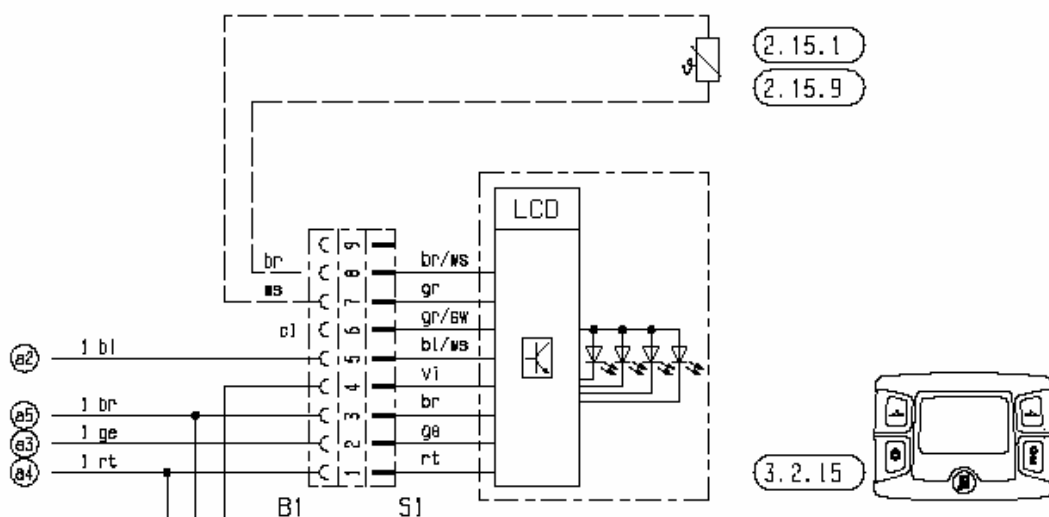 2.15.1
2.15.9
ϑ
LCD
9
br 8 br/ws
ws 7 gr
c1 6 gr/sw
a2 1 bl 5 bl/ws
4 vi
a5 1 br 3 br
a3 1 ge 2 ge
a4 1 rt 1 rt
3.2.15
B1 S1